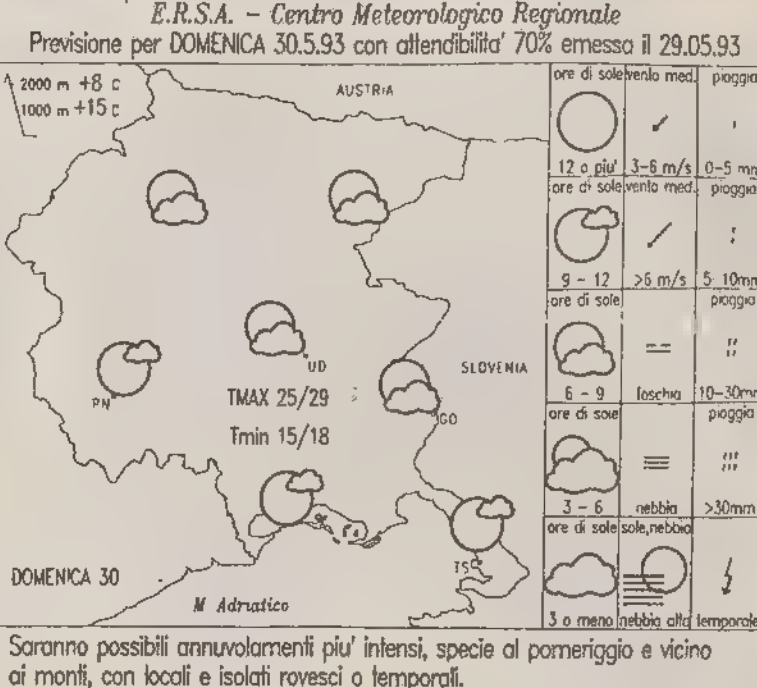 E.R.S.A. – Centro Meteorologico Regionale
Previsione per DOMENICA 30.5.93 con attendibilita' 70% emessa il 29.05.93
2000 m +8 c
1000 m +15 c
AUSTRIA
SLOVENIA
UD
PN
GO
TS
TMAX 25/29
Tmin 15/18
DOMENICA 30
M Adriatico
ore di sole vento med. pioggia
12 o piu' 3-6 m/s 0-5 mm
ore di sole vento med. pioggia
9 - 12 >6 m/s 5-10mm
ore di sole pioggia
6 - 9 foschia 10-30mm
ore di sole pioggia
3 - 6 nebbia >30mm
ore di sole sole,nebbia
3 o meno nebbia alta temporale
Saranno possibili annuvolamenti piu' intensi, specie al pomeriggio e vicino
ai monti, con locali e isolati rovesci o temporali.